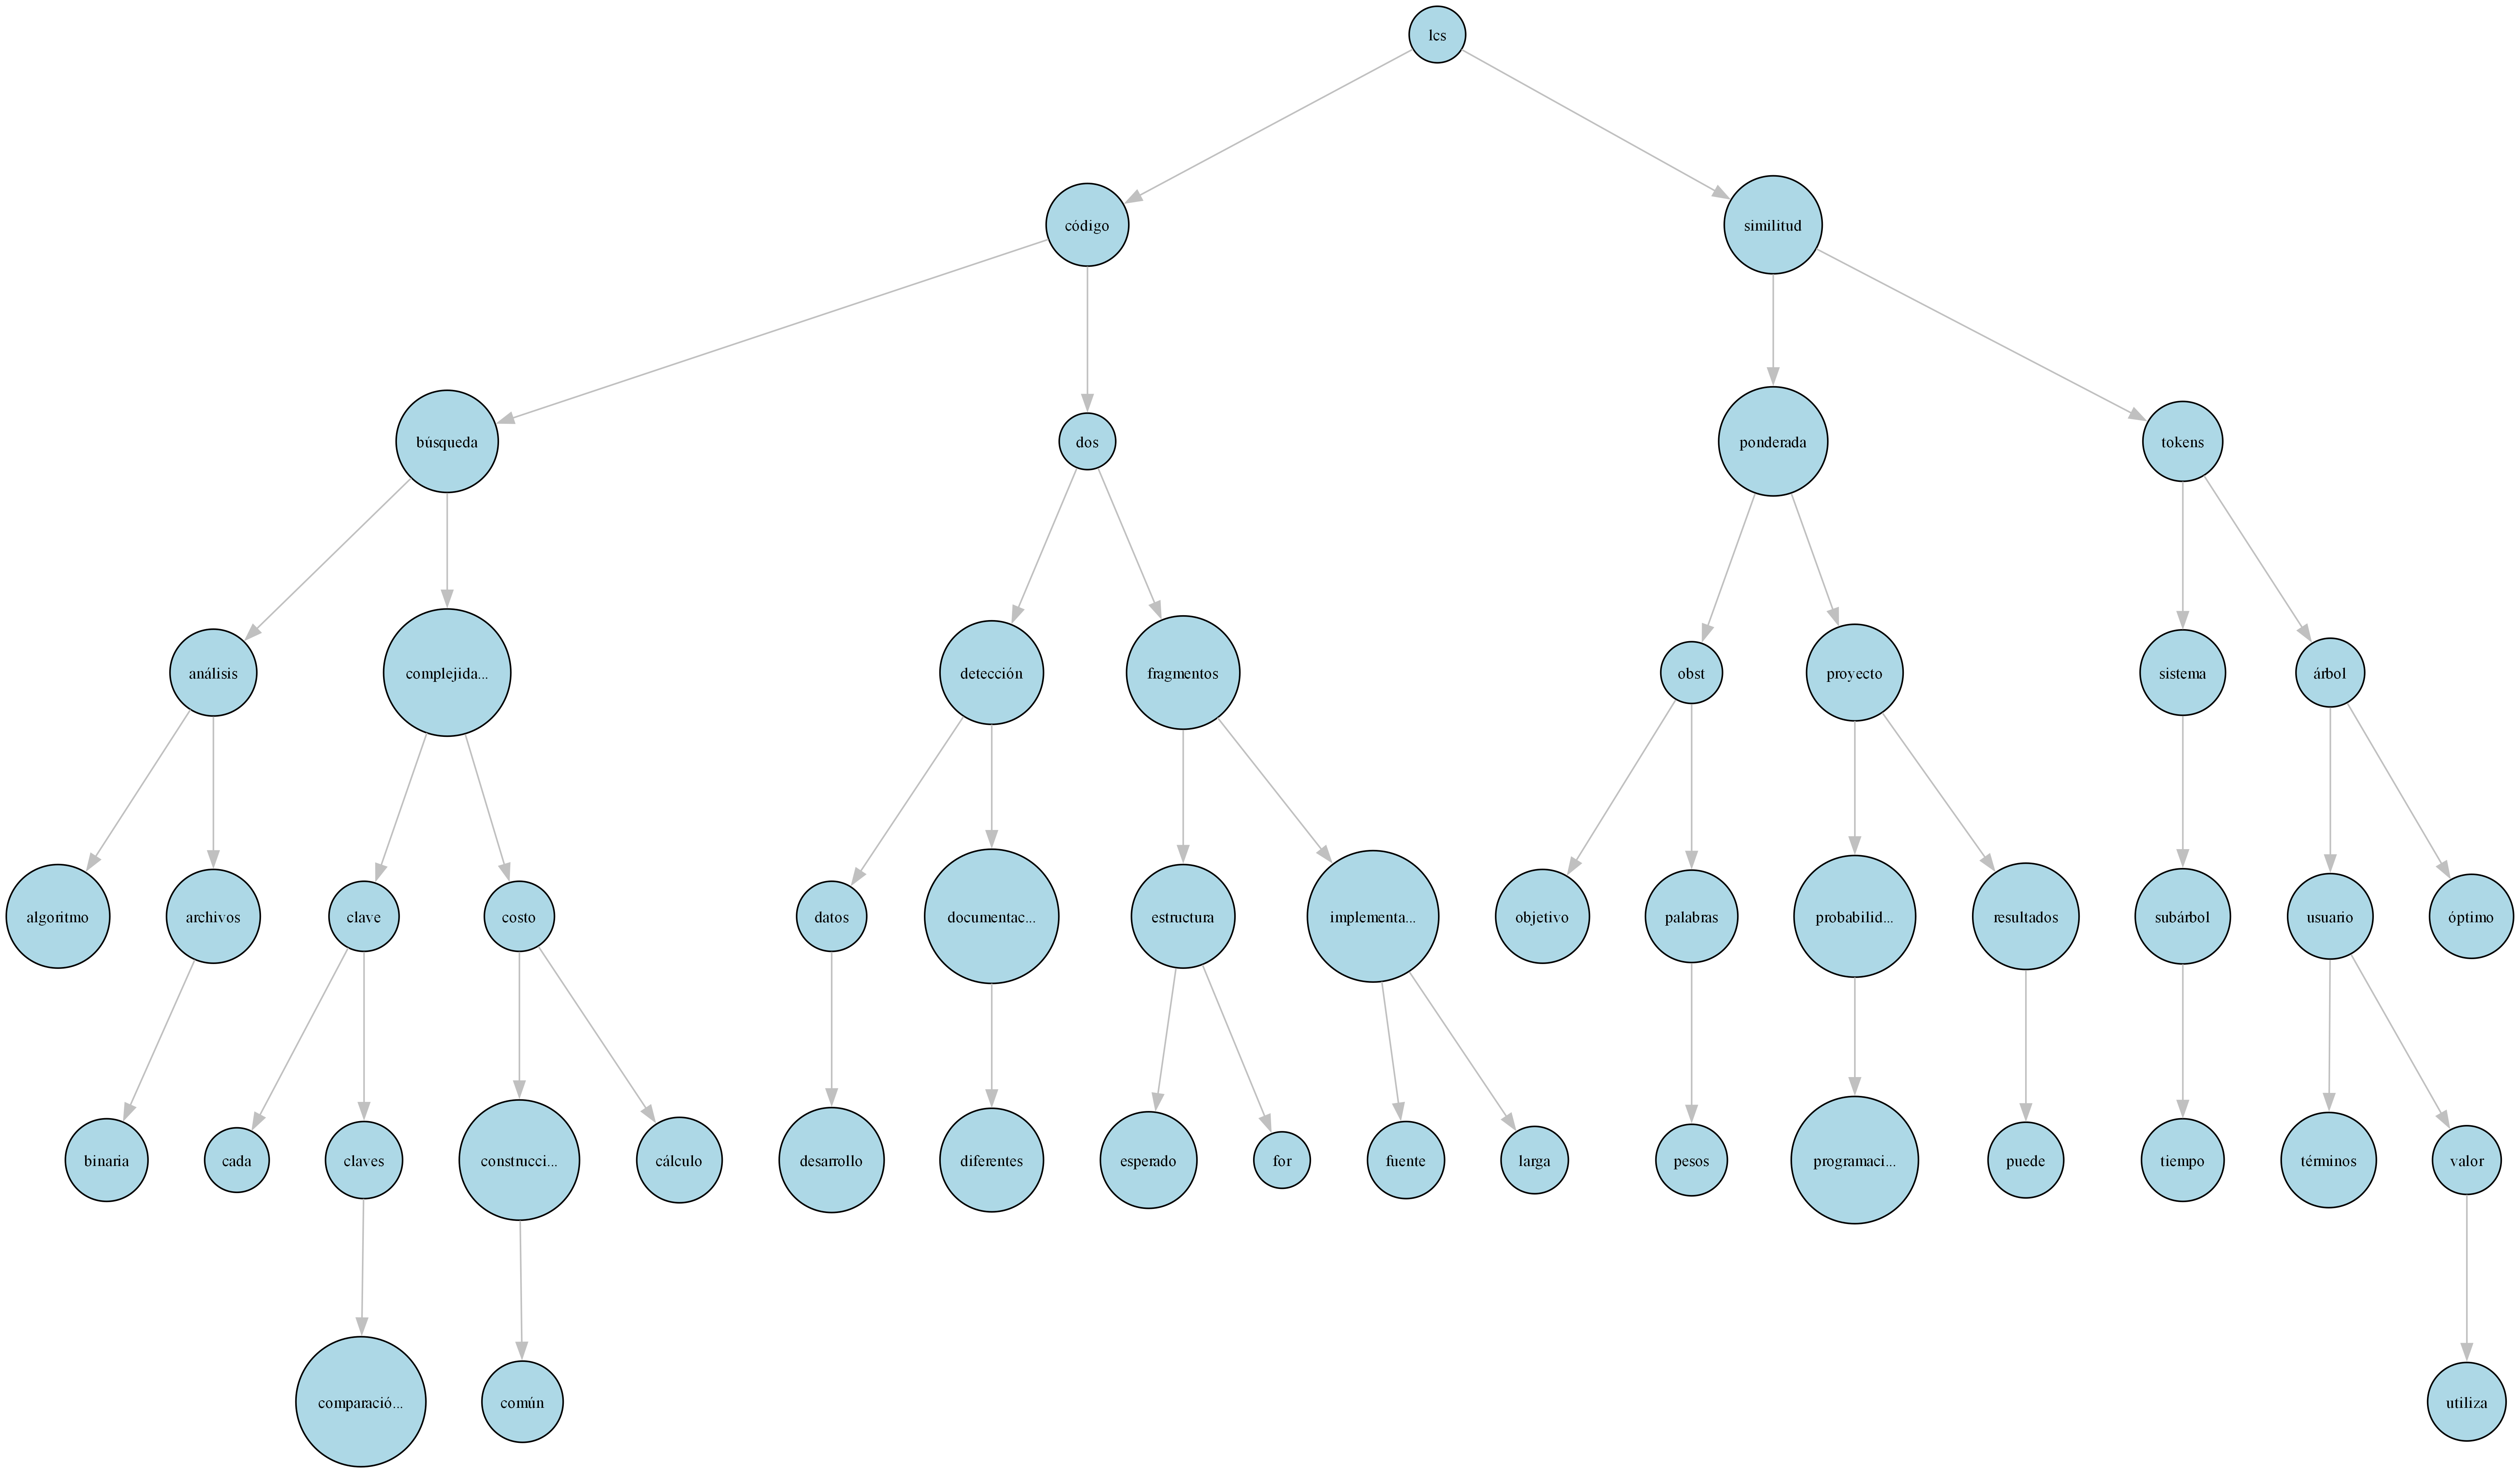 lcs
código
similitud
búsqueda
dos
ponderada
tokens
análisis
complejida...
detección
fragmentos
obst
proyecto
sistema
árbol
algoritmo
archivos
clave
costo
datos
documentac...
estructura
implementa...
objetivo
palabras
probabilid...
resultados
subárbol
usuario
óptimo
binaria
cada
claves
construcci...
cálculo
desarrollo
diferentes
esperado
for
fuente
larga
pesos
programaci...
puede
tiempo
términos
valor
comparació...
común
utiliza